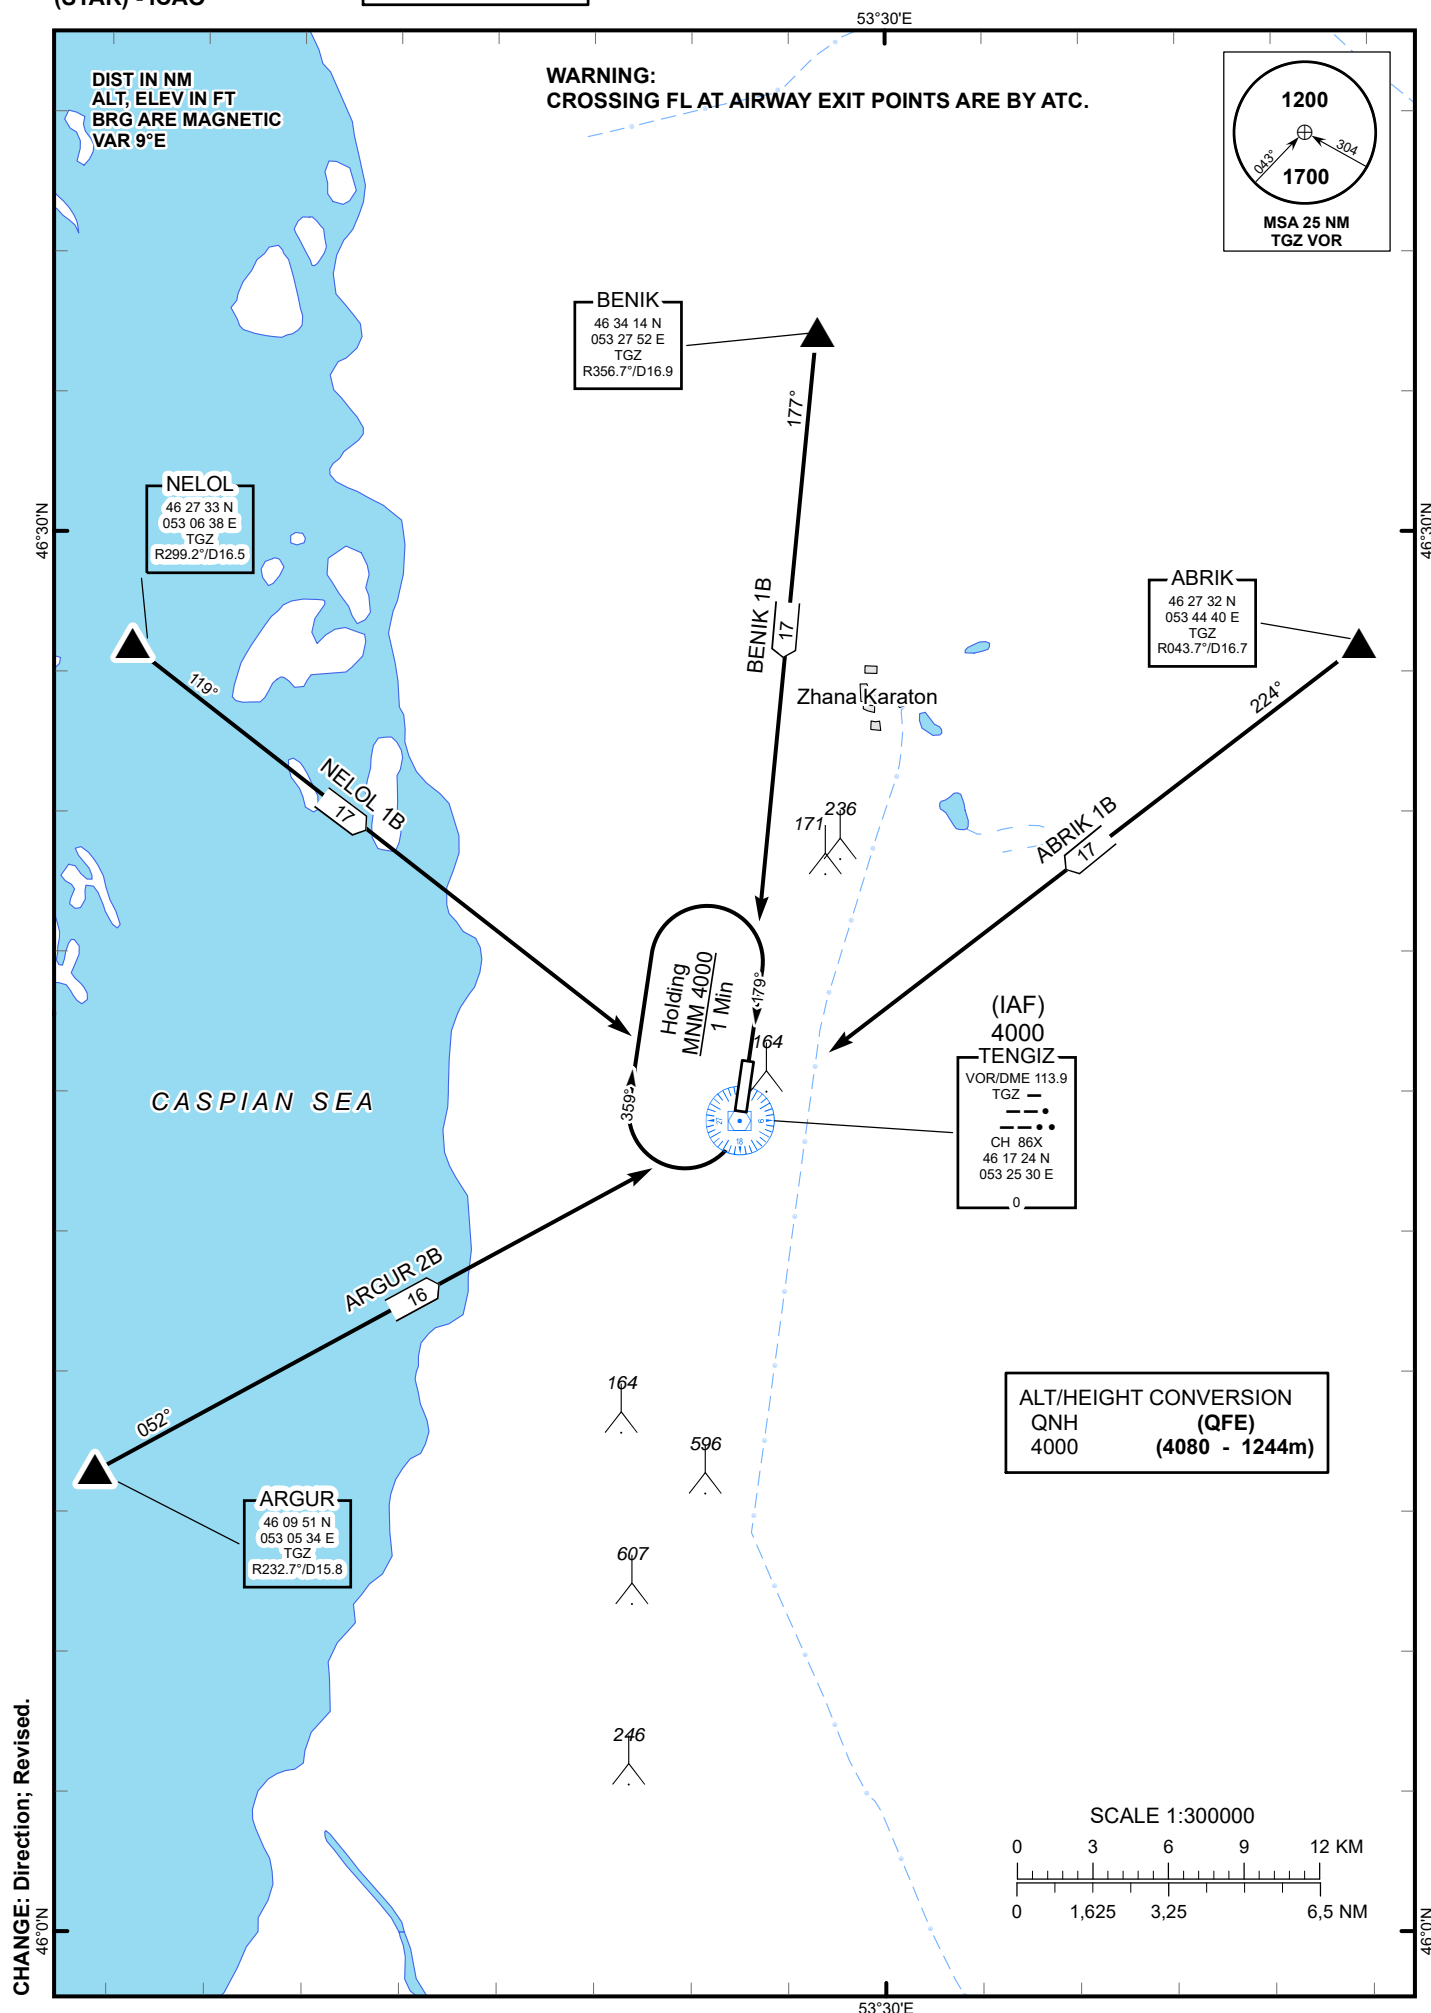 53°30'E
DIST IN NM
ALT, ELEV IN FT
BRG ARE MAGNETIC
VAR 9°E
WARNING:
CROSSING FL AT AIRWAY EXIT POINTS ARE BY ATC.
1200
043°
304
1700
MSA 25 NM
TGZ VOR
BENIK
46 34 14 N
053 27 52 E
TGZ
R356.7°/D16.9
177°
BENIK 1B
17
NELOL
46 27 33 N
053 06 38 E
TGZ
R299.2°/D16.5
119°
NELOL 1B
17
46°30'N
46°30'N
ABRIK
46 27 32 N
053 44 40 E
TGZ
R043.7°/D16.7
224°
ABRIK 1B
17
Zhana Karaton
236
171
Holding
MNM 4000
1 Min
179°
359°
164
(IAF)
4000
TENGIZ
VOR/DME 113.9
TGZ
CH 86X
46 17 24 N
053 25 30 E
0
27
9
18
CASPIAN SEA
ARGUR 2B
16
052°
ARGUR
46 09 51 N
053 05 34 E
TGZ
R232.7°/D15.8
164
596
607
246
ALT/HEIGHT CONVERSION
QNH (QFE)
4000 (4080 - 1244m)
SCALE 1:300000
0 3 6 9 12 KM
0 1,625 3,25 6,5 NM
46°0'N
46°0'N
53°30'E
CHANGE: Direction; Revised.